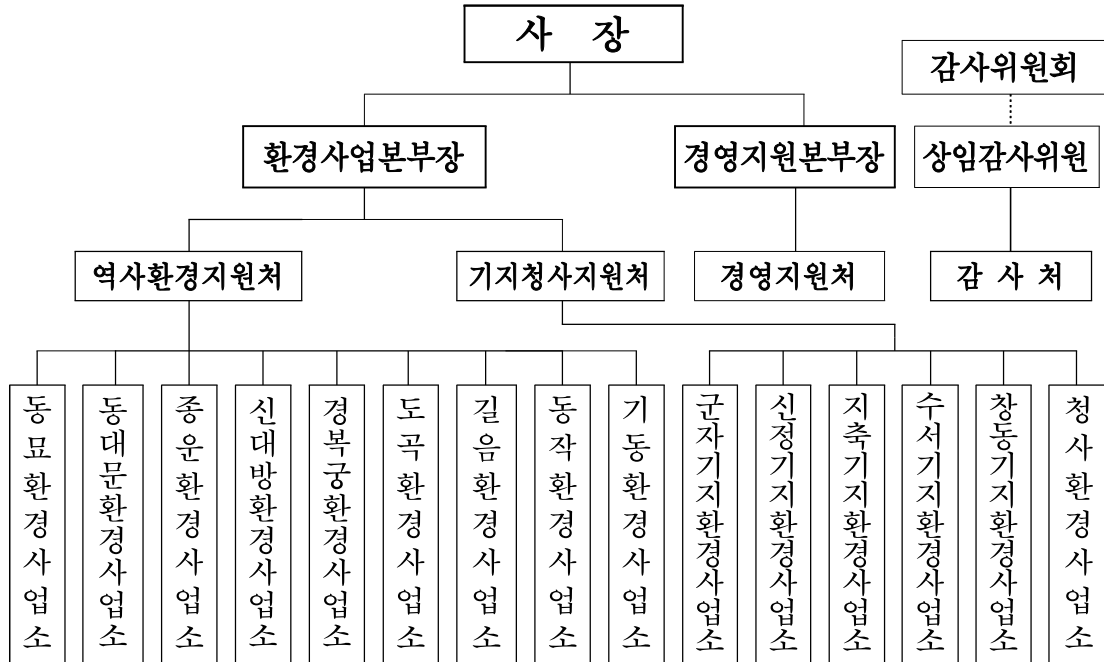 사 장
감사위원회
환경사업본부장
경영지원본부장
상임감사위원
역사환경지원처
기지청사지원처
경영지원처
감 사 처
동묘환경사업소
동대문환경사업소
종운환경사업소
신대방환경사업소
경복궁환경사업소
도곡환경사업소
길음환경사업소
동작환경사업소
기동환경사업소
군자기지환경사업소
신정기지환경사업소
지축기지환경사업소
수서기지환경사업소
창동기지환경사업소
청사환경사업소